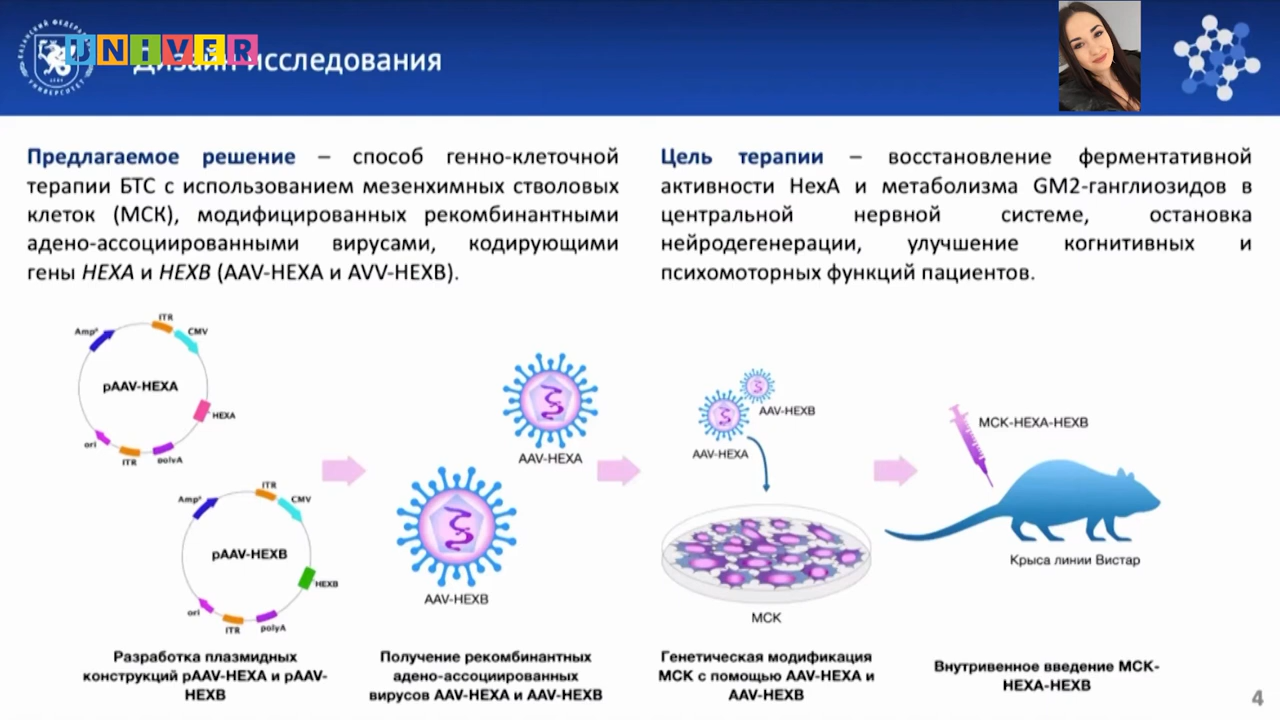 UNIVER
Дизайн исследования
Предлагаемое решение – способ генно-клеточной
терапии БТС с использованием мезенхимных стволовых
клеток (МСК), модифицированных рекомбинантными
адено-ассоциированными вирусами, кодирующими
гены HEXA и HEXB (AAV-HEXA и AVV-HEXB).
Цель терапии – восстановление ферментативной
активности HexA и метаболизма GM2-ганглиозидов в
центральной нервной системе, остановка
нейродегенерации, улучшение когнитивных и
психомоторных функций пациентов.
ITR
Ampᴿ
CMV
pAAV-HEXA
HEXA
ori
ITR
polyA
ITR
Ampᴿ
CMV
pAAV-HEXB
HEXB
ori
ITR
polyA
AAV-HEXA
AAV-HEXB
AAV-HEXB
AAV-HEXA
МСК
МСК-HEXA-HEXB
Крыса линии Вистар
Разработка плазмидных
конструкций pAAV-HEXA и pAAV-
HEXB
Получение рекомбинантных
адено-ассоциированных
вирусов AAV-HEXA и AAV-HEXB
Генетическая модификация
МСК с помощью AAV-HEXA и
AAV-HEXB
Внутривенное введение МСК-
HEXA-HEXB
4